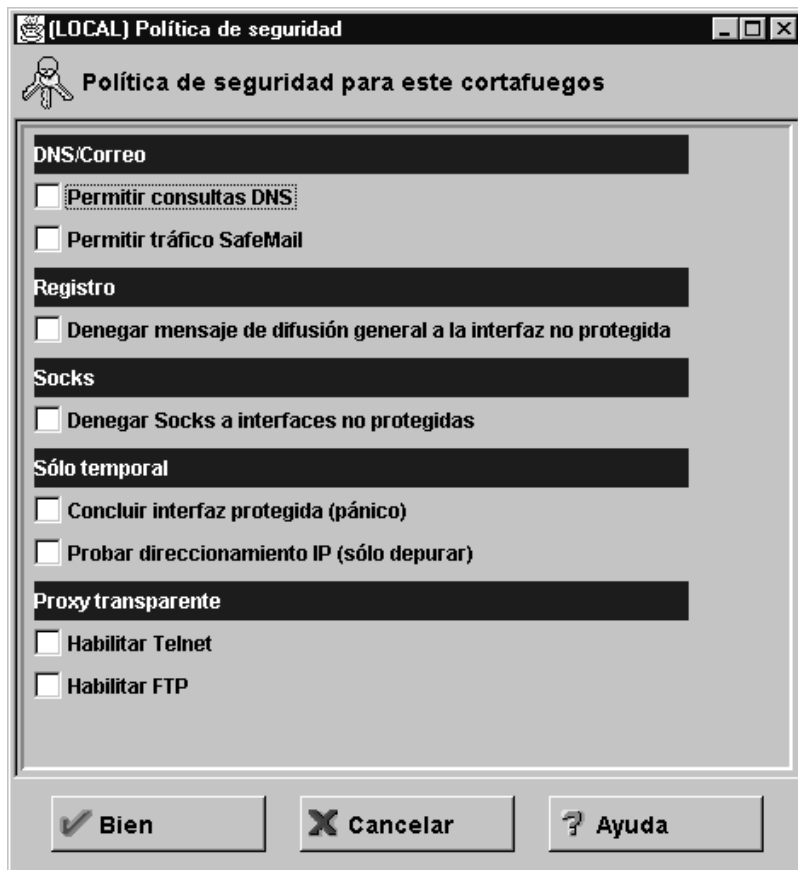 (LOCAL) Política de seguridad
Política de seguridad para este cortafuegos
DNS/Correo
Permitir consultas DNS
Permitir tráfico SafeMail
Registro
Denegar mensaje de difusión general a la interfaz no protegida
Socks
Denegar Socks a interfaces no protegidas
Sólo temporal
Concluir interfaz protegida (pánico)
Probar direccionamiento IP (sólo depurar)
Proxy transparente
Habilitar Telnet
Habilitar FTP
Bien
Cancelar
Ayuda